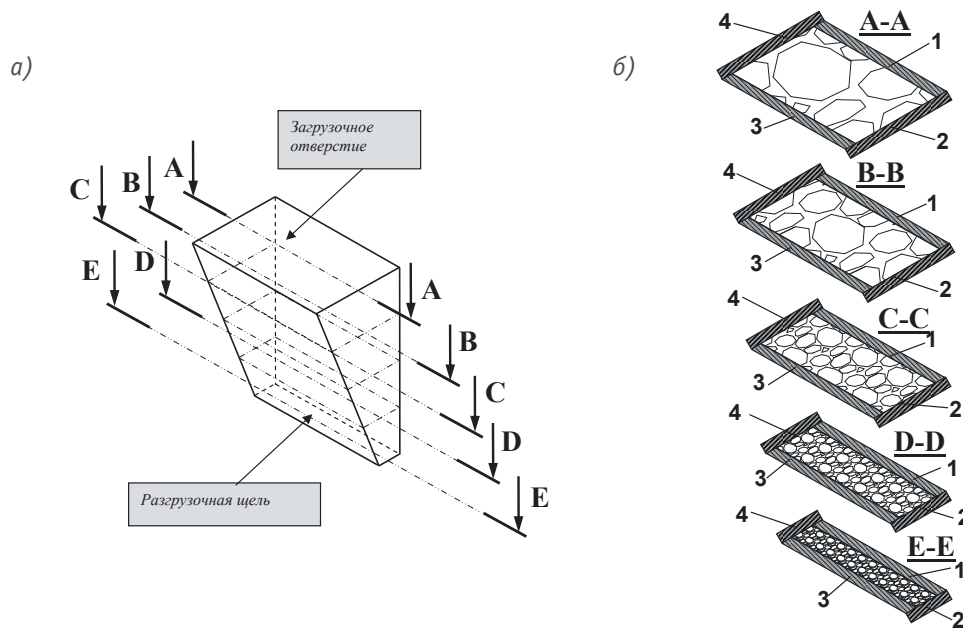 а)
Загрузочное
отверстие
A
B
C
D
E
A
B
C
D
E
Разгрузочная щель
б)
4
A-A
1
3
2
4
B-B
1
3
2
4
C-C
1
3
2
4
D-D
1
3
2
4
E-E
1
3
2